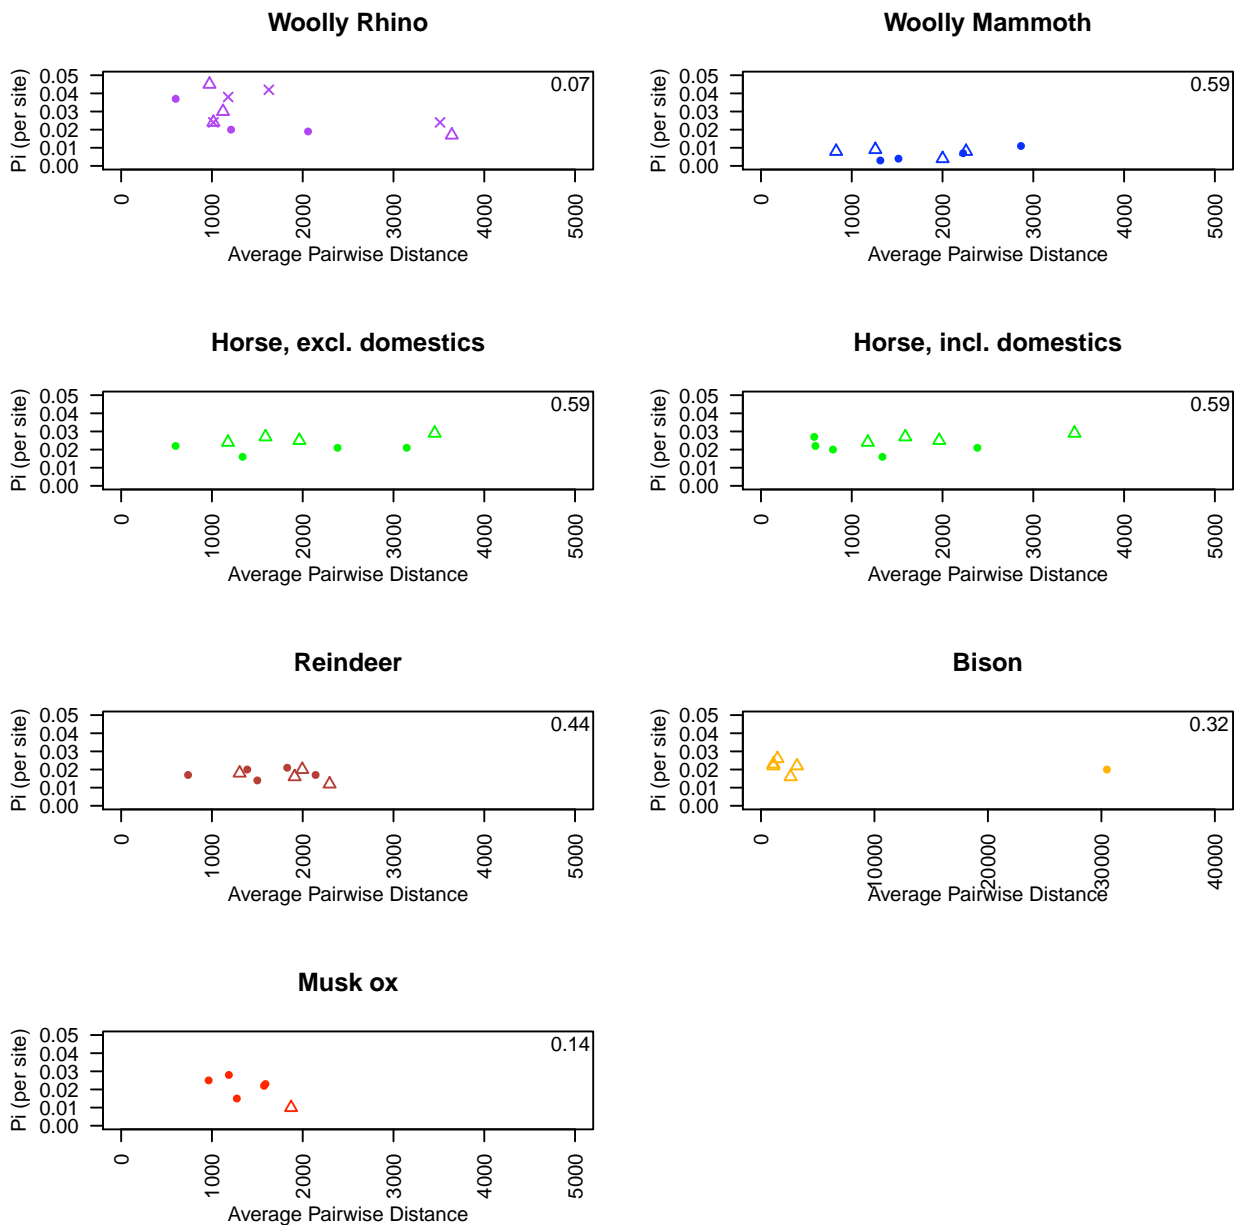 Woolly Rhino
Pi (per site)
0.05
0.04
0.03
0.02
0.01
0.00
0.07
0 1000 2000 3000 4000 5000
Average Pairwise Distance
Woolly Mammoth
Pi (per site)
0.05
0.04
0.03
0.02
0.01
0.00
0.59
0 1000 2000 3000 4000 5000
Average Pairwise Distance
Horse, excl. domestics
Pi (per site)
0.05
0.04
0.03
0.02
0.01
0.00
0.59
0 1000 2000 3000 4000 5000
Average Pairwise Distance
Horse, incl. domestics
Pi (per site)
0.05
0.04
0.03
0.02
0.01
0.00
0.59
0 1000 2000 3000 4000 5000
Average Pairwise Distance
Reindeer
Pi (per site)
0.05
0.04
0.03
0.02
0.01
0.00
0.44
0 1000 2000 3000 4000 5000
Average Pairwise Distance
Bison
Pi (per site)
0.05
0.04
0.03
0.02
0.01
0.00
0.32
0 10000 20000 30000 40000
Average Pairwise Distance
Musk ox
Pi (per site)
0.05
0.04
0.03
0.02
0.01
0.00
0.14
0 1000 2000 3000 4000 5000
Average Pairwise Distance